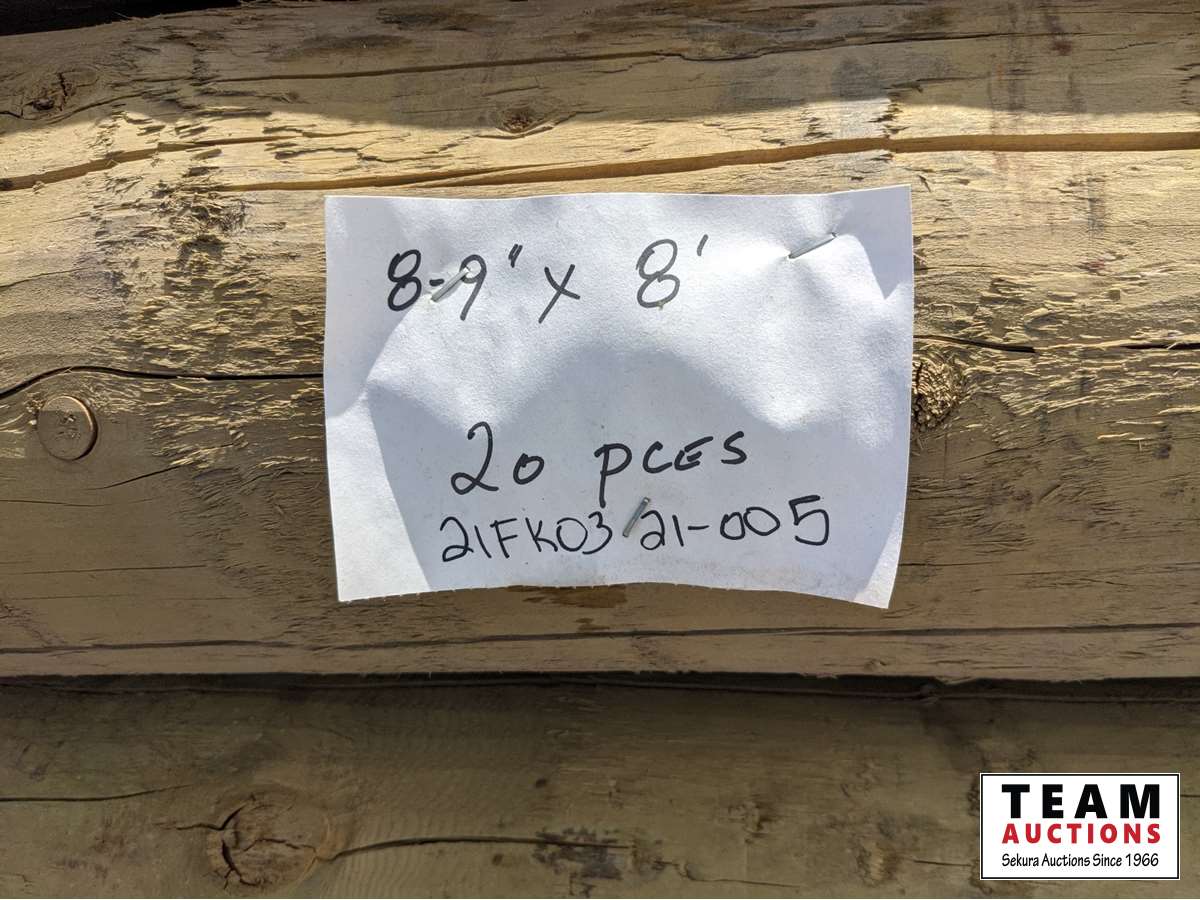 8-9" x 8'
20 PCES
21FK03 21-005
TEAM
AUCTIONS
Sekura Auctions Since 1966